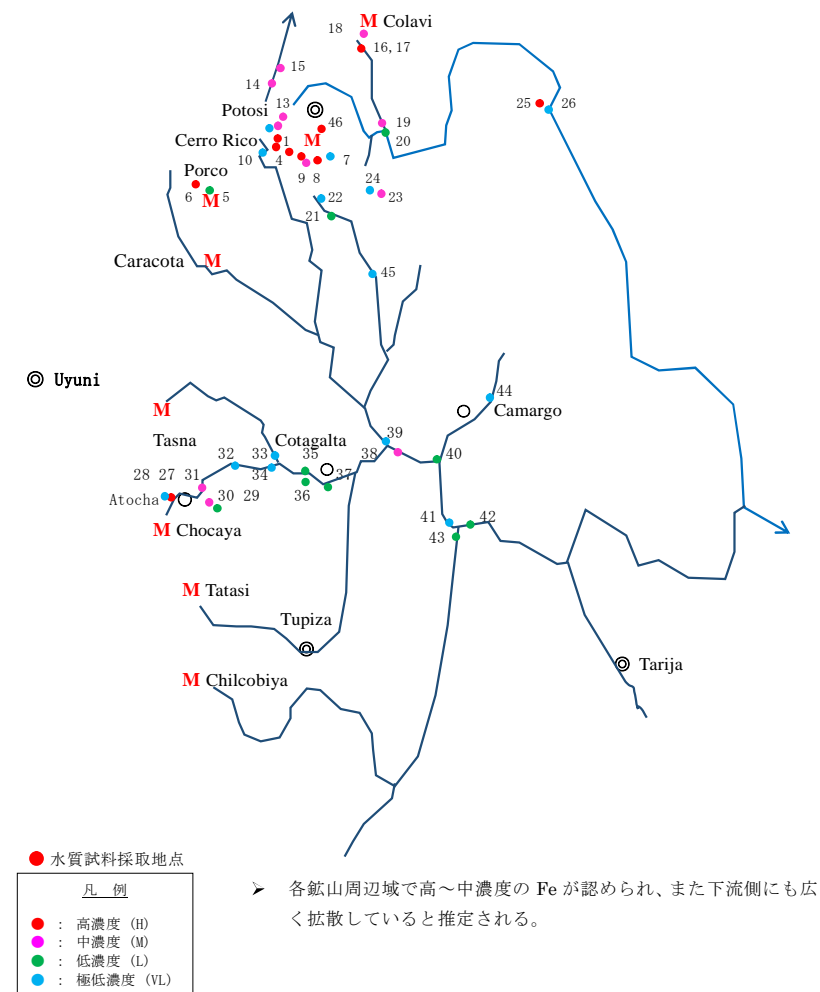 18 M Colavi
16,17
15
14
13
Potosi
46
19
25
26
Cerro Rico
1
M
20
10
4
7
9 8
Porco
24
6
5
M
22
23
21
Caracota M
45
◎ Uyuni
M
44
Camargo
Tasna
Cotagalta
39
32
33
35
38
40
28 27 31
34
37
Atocha
30 29
36
M Chocaya
41
42
43
M Tatasi
Tupiza
Tarija
M Chilcobiya
● 水質試料採取地点
凡 例
● : 高濃度 (H)
● : 中濃度 (M)
● : 低濃度 (L)
● : 極低濃度 (VL)
➢ 各鉱山周辺域で高～中濃度の Fe が認められ、また下流側にも広
く拡散していると推定される。